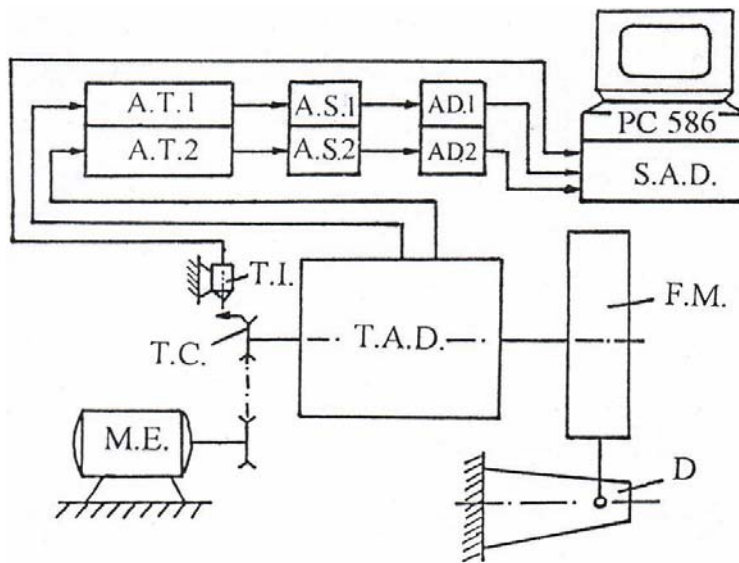 A.T.1
A.S.1
AD.1
PC 586
A.T.2
A.S.2
AD.2
S.A.D.
T.I.
T.C.
T.A.D.
F.M.
M.E.
D